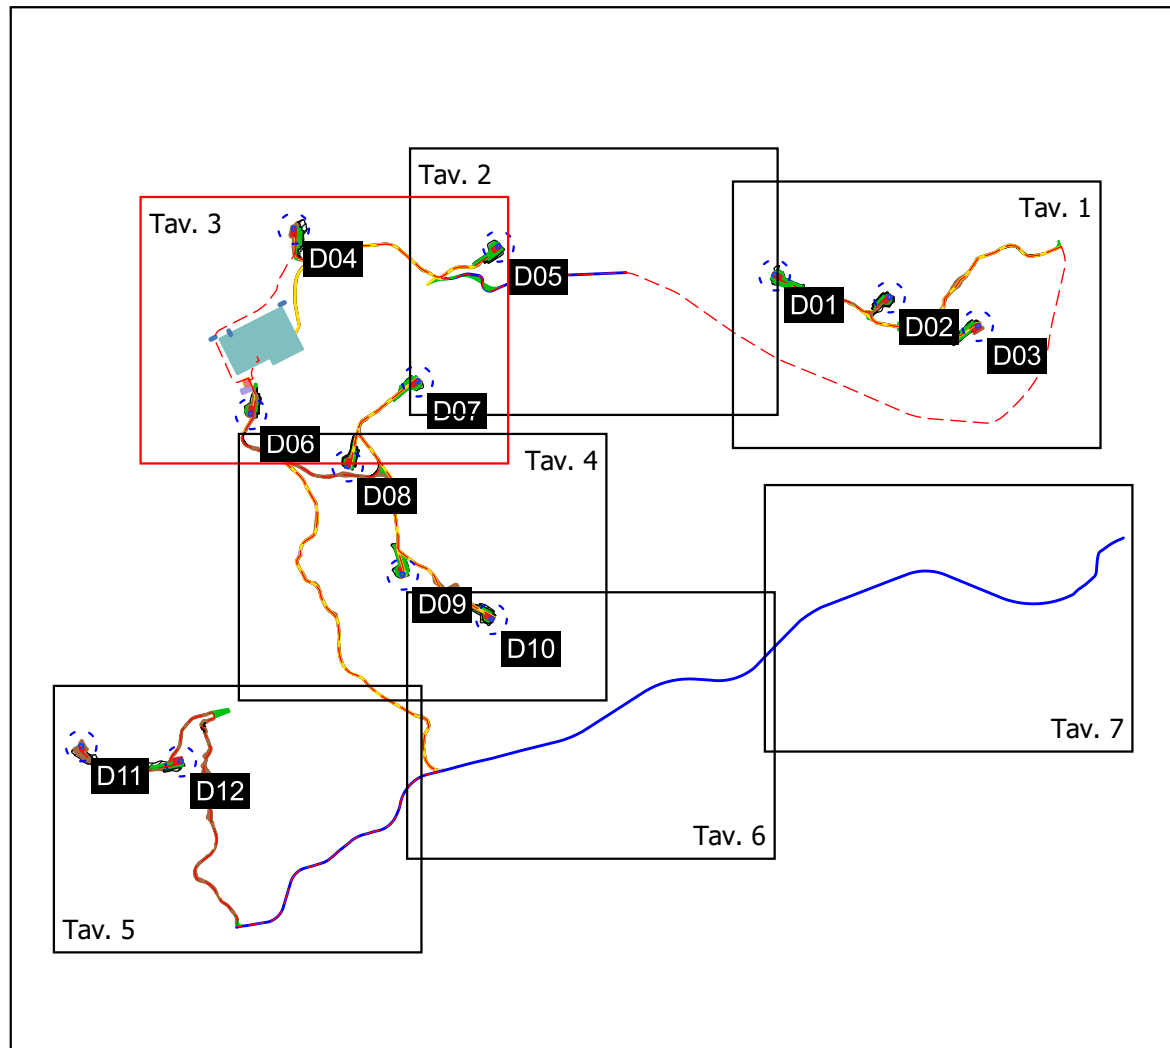 Tav. 2
Tav. 1
Tav. 3
D04
D05
D01
D02
D03
D07
D06
Tav. 4
D08
D09
D10
Tav. 7
D11
D12
Tav. 6
Tav. 5